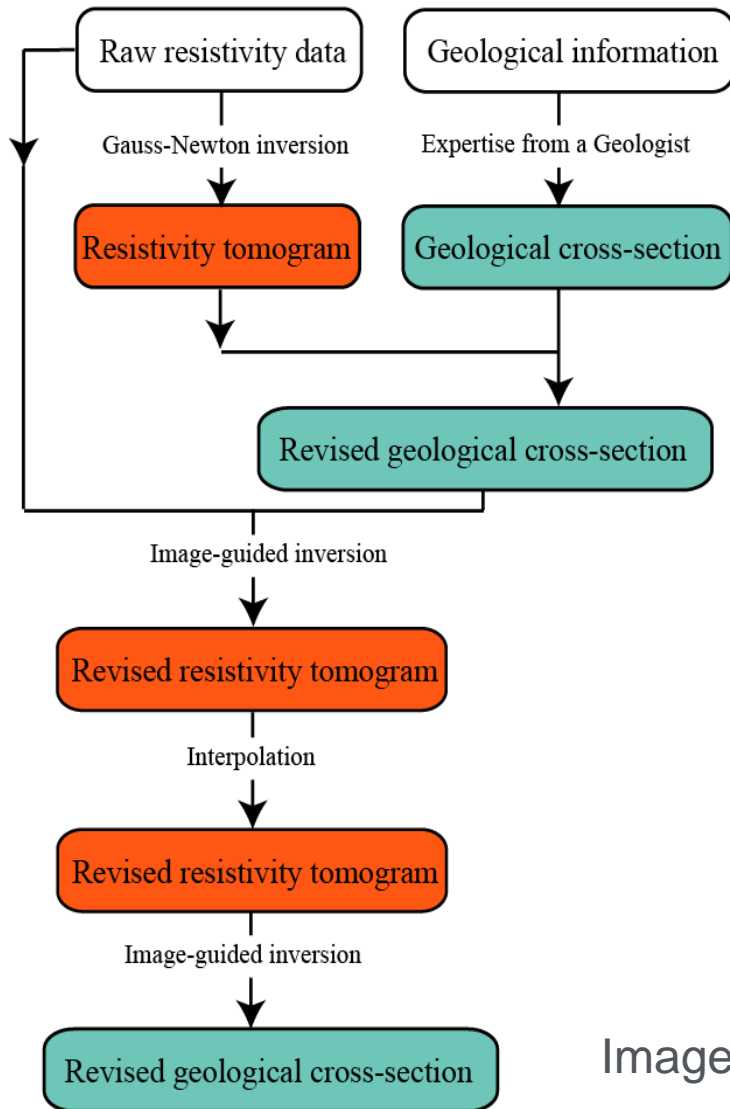 Raw resistivity data
Geological information
Gauss-Newton inversion
Expertise from a Geologist
Resistivity tomogram
Geological cross-section
Revised geological cross-section
Image-guided inversion
Revised resistivity tomogram
Interpolation
Revised resistivity tomogram
Image-guided inversion
Revised geological cross-section
Image